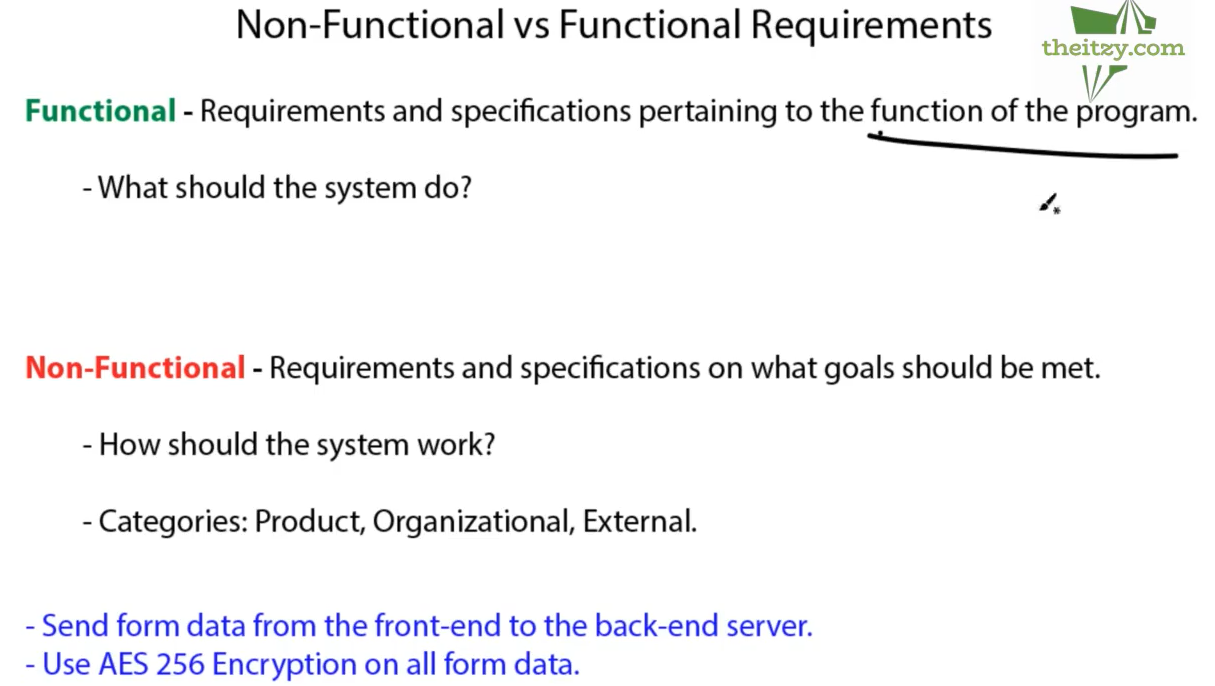 Non-Functional vs Functional Requirements
theitzy.com
Functional - Requirements and specifications pertaining to the function of the program.
- What should the system do?
Non-Functional - Requirements and specifications on what goals should be met.
- How should the system work?
- Categories: Product, Organizational, External.
- Send form data from the front-end to the back-end server.
- Use AES 256 Encryption on all form data.